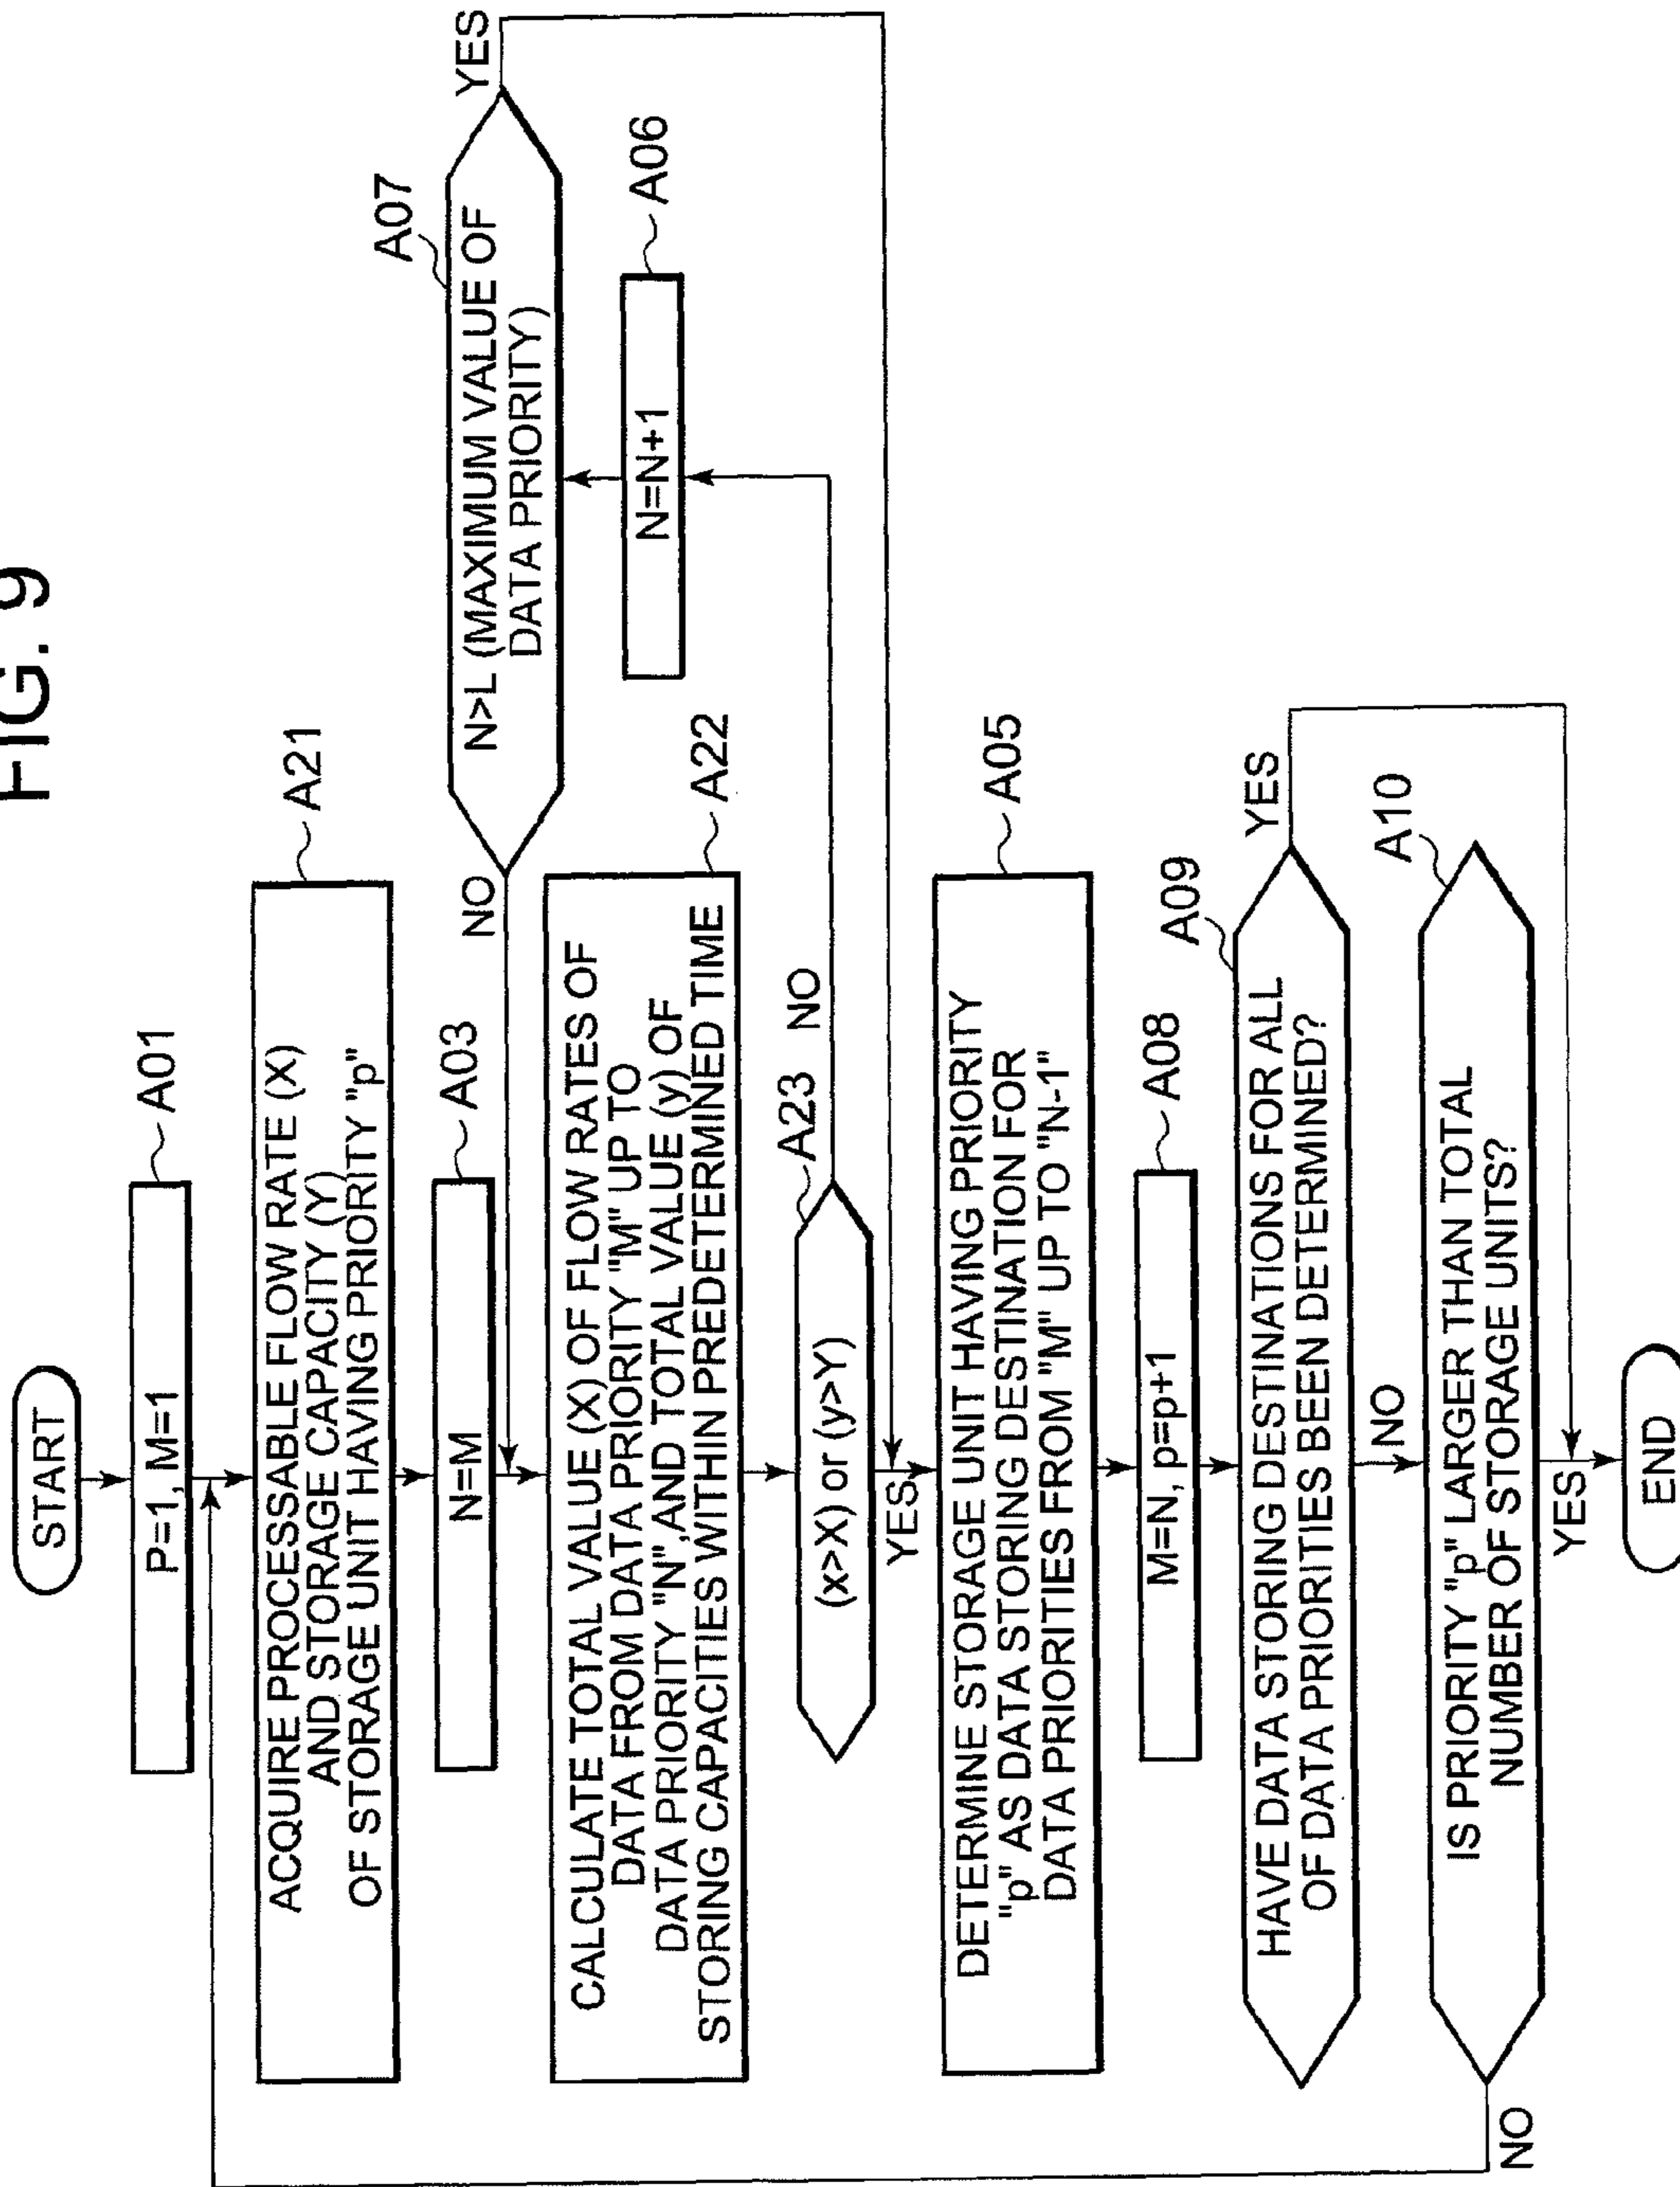 FIG. 9
START
P=1, M=1
A01
ACQUIRE PROCESSABLE FLOW RATE (X)
AND STORAGE CAPACITY (Y)
OF STORAGE UNIT HAVING PRIORITY "p"
A21
N=M
A03
NO
N>L (MAXIMUM VALUE OF
DATA PRIORITY)
A07
YES
N=N+1
A06
CALCULATE TOTAL VALUE (X) OF FLOW RATES OF
DATA FROM DATA PRIORITY "M" UP TO
DATA PRIORITY "N",AND TOTAL VALUE (y) OF
STORING CAPACITIES WITHIN PREDETERMINED TIME
A22
(x>X) or (y>Y)
A23
NO
YES
DETERMINE STORAGE UNIT HAVING PRIORITY
"p" AS DATA STORING DESTINATION FOR
DATA PRIORITIES FROM "M" UP TO "N-1"
A05
M=N, p=p+1
A08
HAVE DATA STORING DESTINATIONS FOR ALL
OF DATA PRIORITIES BEEN DETERMINED?
A09
YES
NO
IS PRIORITY "p" LARGER THAN TOTAL
NUMBER OF STORAGE UNITS?
A10
NO
YES
END